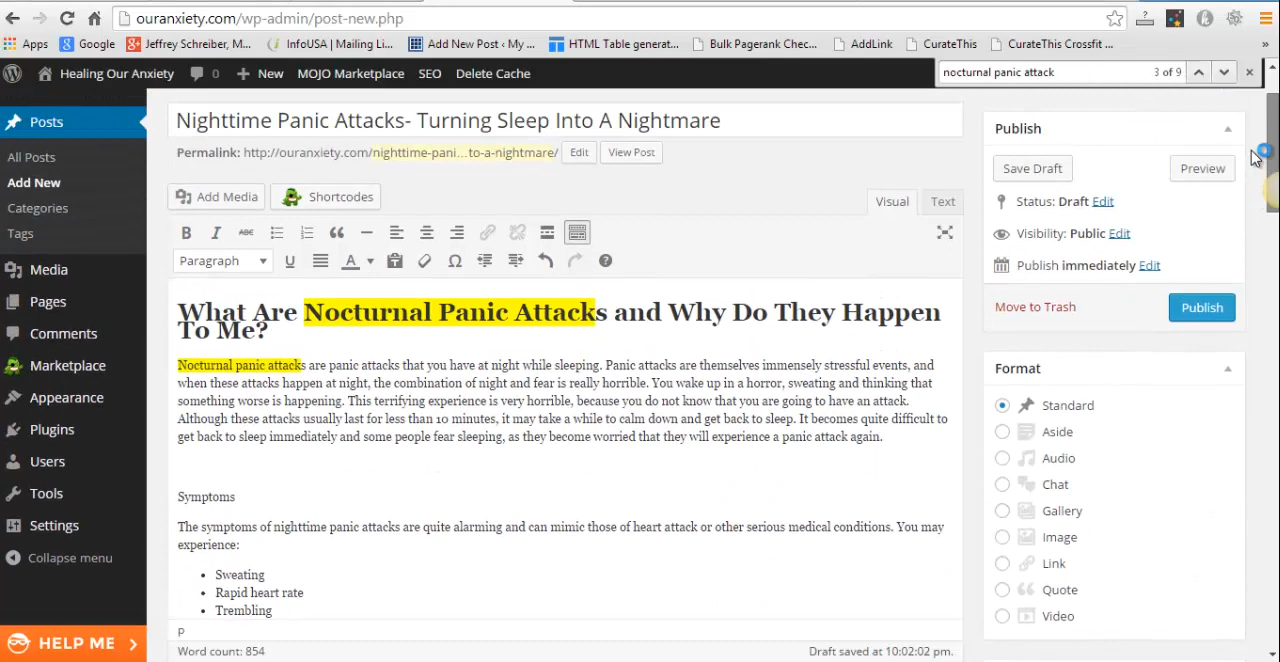 ouranxiety.com/wp-admin/post-new.php
Apps Google Jeffrey Schreiber, M... InfoUSA | Mailing Li... Add New Post ‹ My ... HTML Table generat... Bulk Pagerank Chec... AddLink CurateThis CurateThis Crossfit ... »
Healing Our Anxiety 0 New MOJO Marketplace SEO Delete Cache
nocturnal panic attack 3 of 9
Posts
All Posts
Add New
Categories
Tags
Media
Pages
Comments
Marketplace
Appearance
Plugins
Users
Tools
Settings
Collapse menu
HELP ME
Nighttime Panic Attacks- Turning Sleep Into A Nightmare
Permalink: http://ouranxiety.com/nighttime-pani...to-a-nightmare/ Edit View Post
Add Media Shortcodes
Visual Text
B I ABC
Paragraph U A Ω
What Are Nocturnal Panic Attacks and Why Do They Happen
To Me?
Nocturnal panic attacks are panic attacks that you have at night while sleeping. Panic attacks are themselves immensely stressful events, and
when these attacks happen at night, the combination of night and fear is really horrible. You wake up in a horror, sweating and thinking that
something worse is happening. This terrifying experience is very horrible, because you do not know that you are going to have an attack.
Although these attacks usually last for less than 10 minutes, it may take a while to calm down and get back to sleep. It becomes quite difficult to
get back to sleep immediately and some people fear sleeping, as they become worried that they will experience a panic attack again.
Symptoms
The symptoms of nighttime panic attacks are quite alarming and can mimic those of heart attack or other serious medical conditions. You may
experience:
• Sweating
• Rapid heart rate
• Trembling
p
Word count: 854 Draft saved at 10:02:02 pm.
Publish
Save Draft Preview
Status: Draft Edit
Visibility: Public Edit
Publish immediately Edit
Move to Trash Publish
Format
Standard
Aside
Audio
Chat
Gallery
Image
Link
Quote
Video